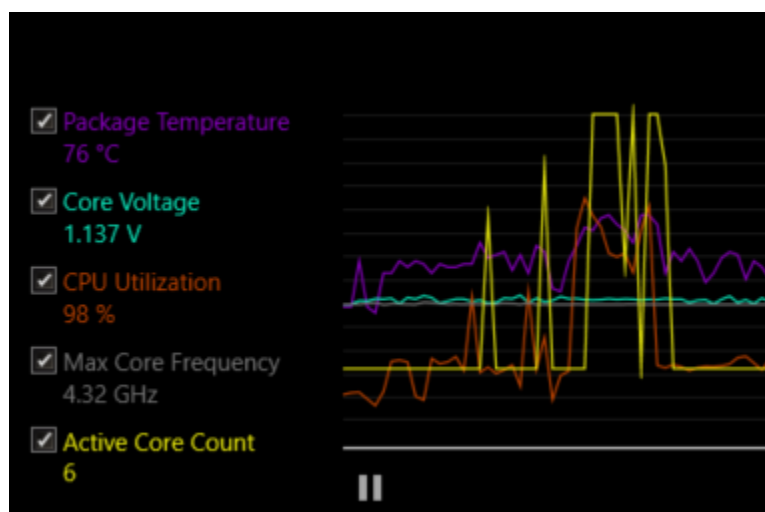 Package Temperature
76 °C
Core Voltage
1.137 V
CPU Utilization
98 %
Max Core Frequency
4.32 GHz
Active Core Count
6